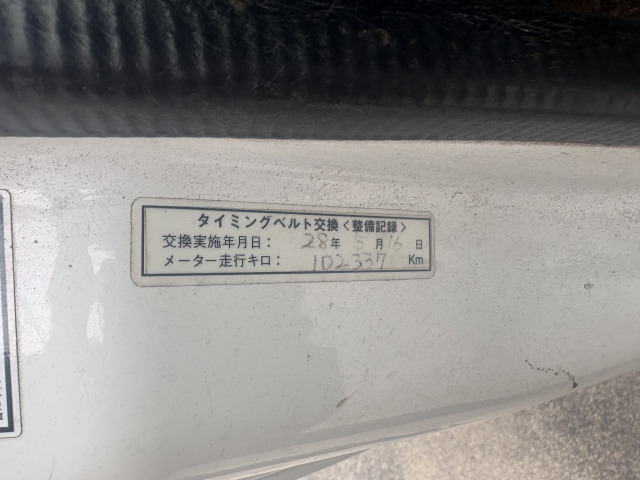 タイミングベルト交換＜整備記録＞
交換実施年月日： 28年 5月 16日
メーター走行キロ： 102337 Km